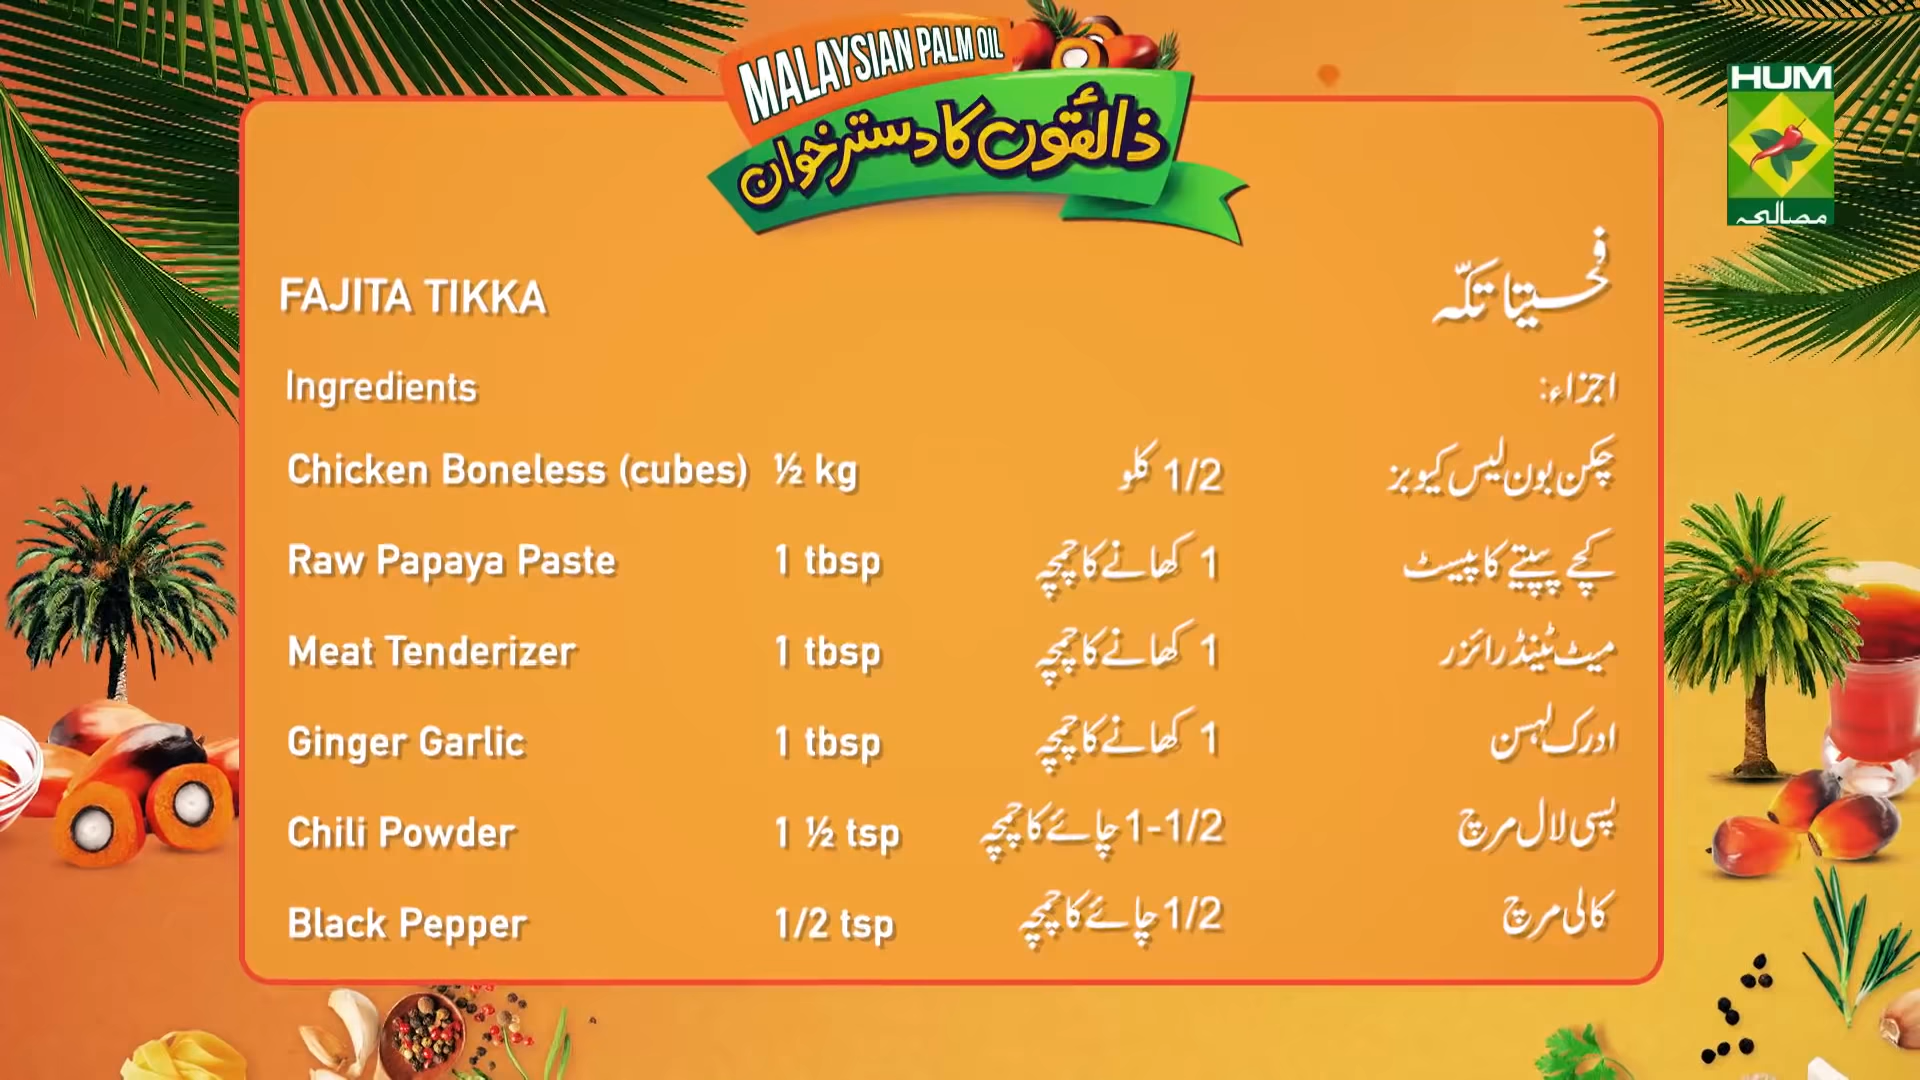 MALAYSIAN PALM OIL
ذائقوں کا دسترخوان
HUM
مصالحہ
FAJITA TIKKA فحیتا تکّہ
Ingredients اجزاء:
Chicken Boneless (cubes) ½ kg 1/2 کلو چکن بون لیس کیوبز
Raw Papaya Paste 1 tbsp 1 کھانے کا چمچہ کچے پپیتے کا پیسٹ
Meat Tenderizer 1 tbsp 1 کھانے کا چمچہ میٹ ٹینڈرائزر
Ginger Garlic 1 tbsp 1 کھانے کا چمچہ ادرک لہسن
Chili Powder 1 ½ tsp 1-1/2 چائے کا چمچہ پسی لال مرچ
Black Pepper 1/2 tsp 1/2 چائے کا چمچہ کالی مرچ